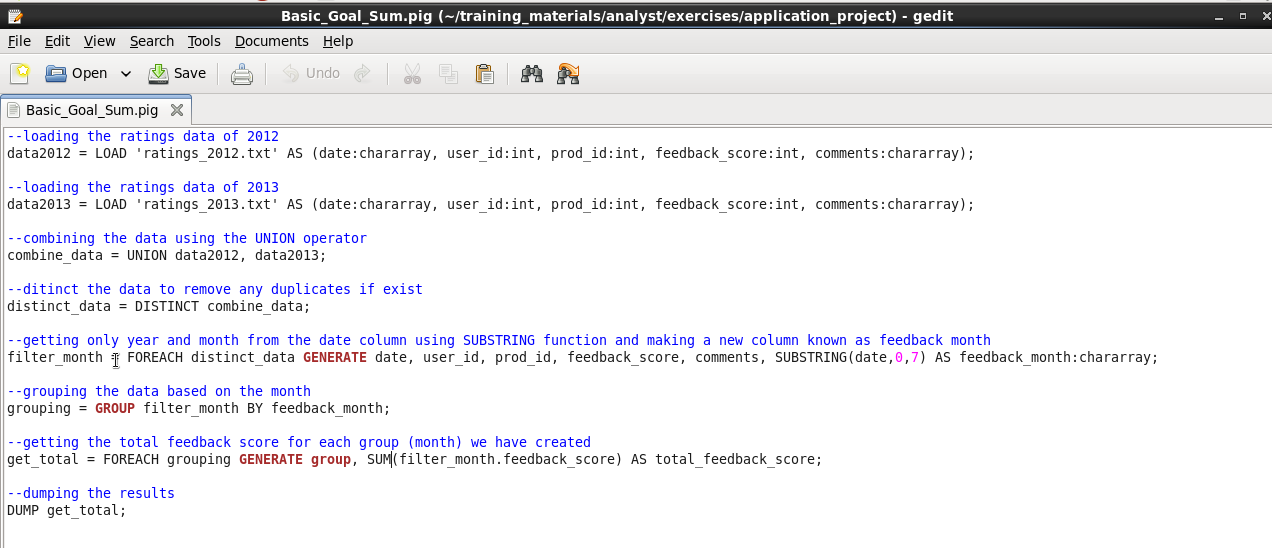 Basic_Goal_Sum.pig (~/training_materials/analyst/exercises/application_project) - gedit
File Edit View Search Tools Documents Help
Open Save Undo
Basic_Goal_Sum.pig
--loading the ratings data of 2012
data2012 = LOAD 'ratings_2012.txt' AS (date:chararray, user_id:int, prod_id:int, feedback_score:int, comments:chararray);
--loading the ratings data of 2013
data2013 = LOAD 'ratings_2013.txt' AS (date:chararray, user_id:int, prod_id:int, feedback_score:int, comments:chararray);
--combining the data using the UNION operator
combine_data = UNION data2012, data2013;
--ditinct the data to remove any duplicates if exist
distinct_data = DISTINCT combine_data;
--getting only year and month from the date column using SUBSTRING function and making a new column known as feedback month
filter_month = FOREACH distinct_data GENERATE date, user_id, prod_id, feedback_score, comments, SUBSTRING(date,0,7) AS feedback_month:chararray;
--grouping the data based on the month
grouping = GROUP filter_month BY feedback_month;
--getting the total feedback score for each group (month) we have created
get_total = FOREACH grouping GENERATE group, SUM(filter_month.feedback_score) AS total_feedback_score;
--dumping the results
DUMP get_total;